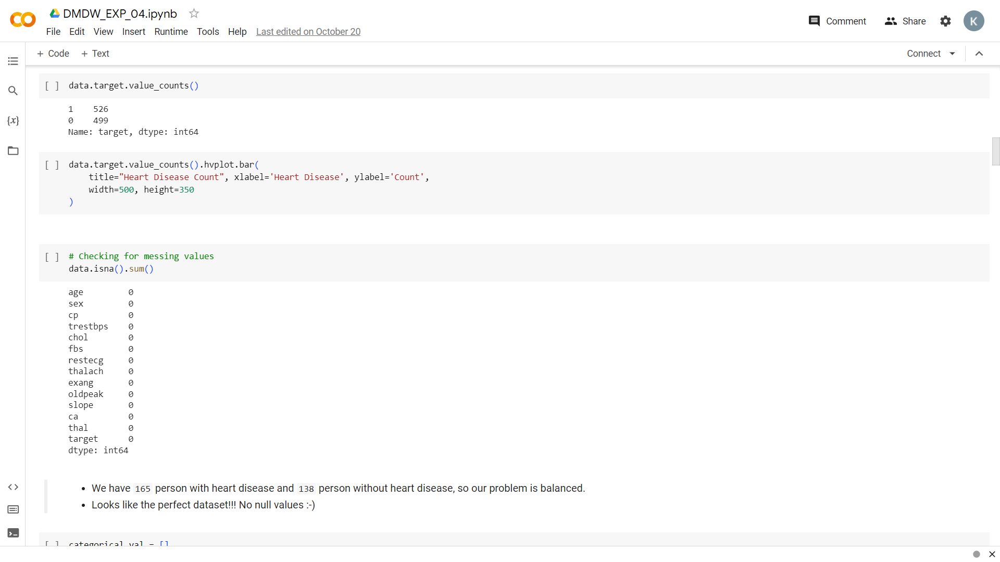 DMDW_EXP_04.ipynb
File Edit View Insert Runtime Tools Help Last edited on October 20
Comment Share K
+ Code + Text Connect
[ ] data.target.value_counts()
1    526
0    499
Name: target, dtype: int64
[ ] data.target.value_counts().hvplot.bar(
    title="Heart Disease Count", xlabel='Heart Disease', ylabel='Count',
    width=500, height=350
)
[ ] # Checking for messing values
data.isna().sum()
age         0
sex         0
cp          0
trestbps    0
chol        0
fbs         0
restecg     0
thalach     0
exang       0
oldpeak     0
slope       0
ca          0
thal        0
target      0
dtype: int64
• We have 165 person with heart disease and 138 person without heart disease, so our problem is balanced.
• Looks like the perfect dataset!!! No null values :-)
[ ] categorical_val = []